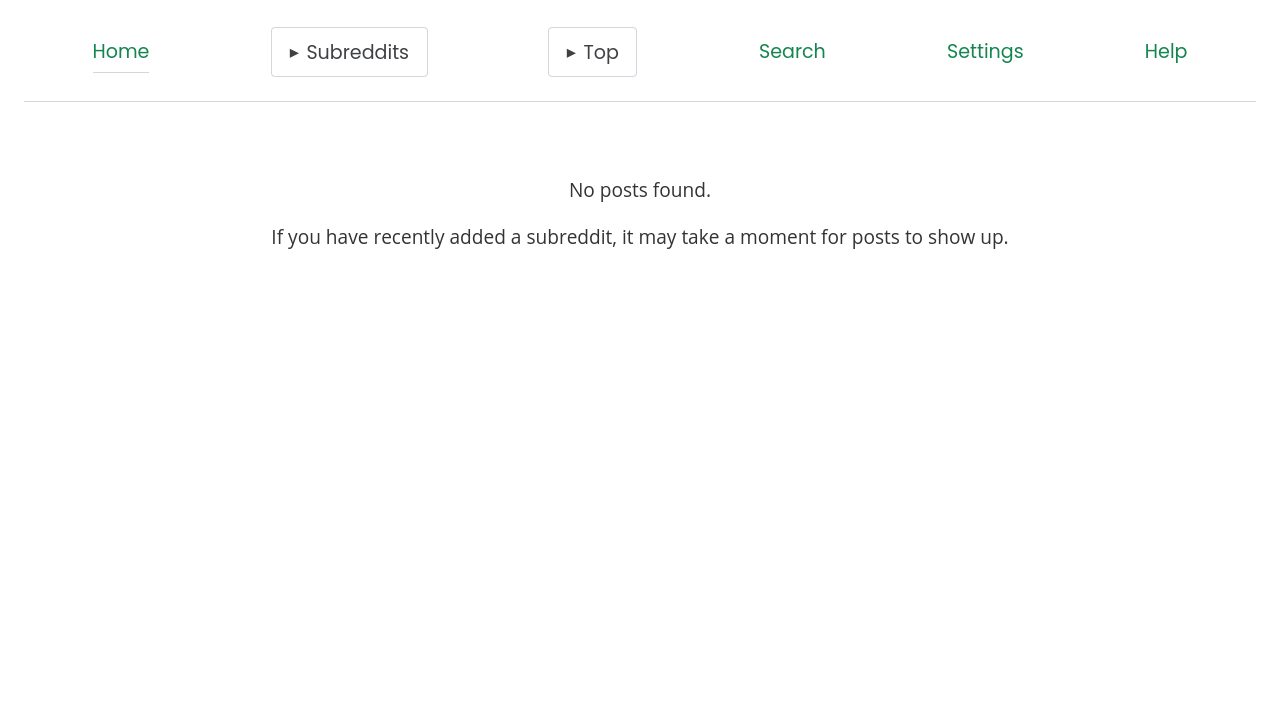 Home
▸ Subreddits
▸ Top
Search
Settings
Help
No posts found.
If you have recently added a subreddit, it may take a moment for posts to show up.